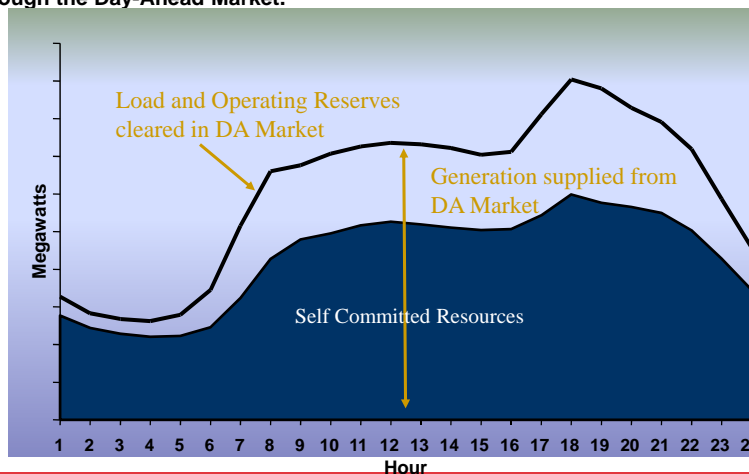 ough the Day-Ahead Market.
Load and Operating Reserves
cleared in DA Market
Generation supplied from
DA Market
Megawatts
Self Committed Resources
1 2 3 4 5 6 7 8 9 10 11 12 13 14 15 16 17 18 19 20 21 22 23 2
Hour